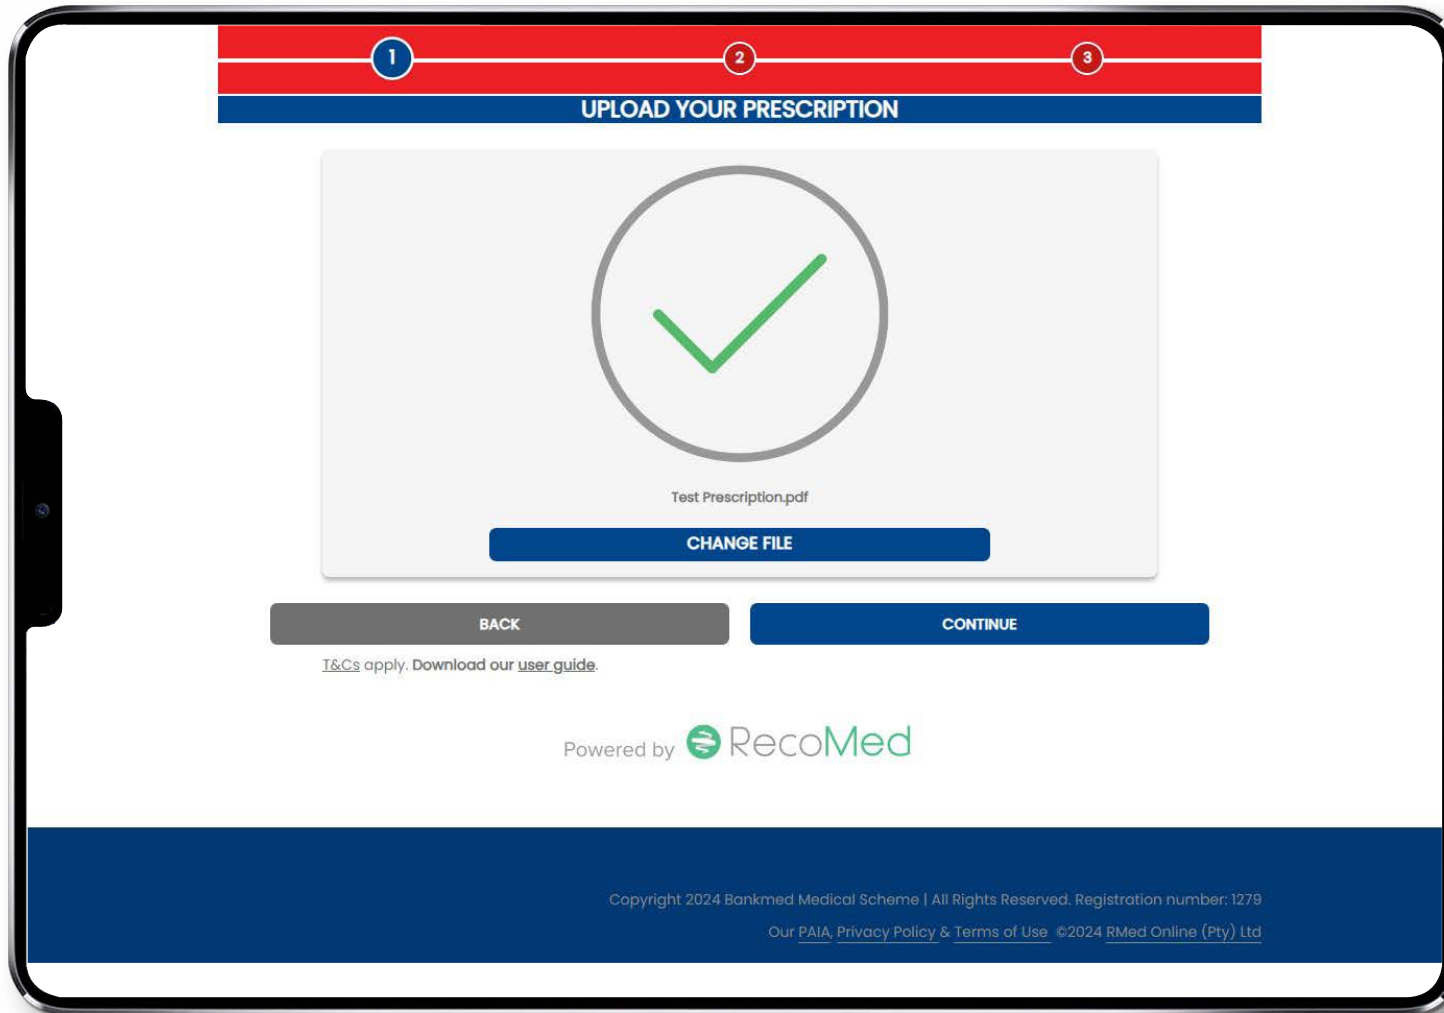 1 2 3
UPLOAD YOUR PRESCRIPTION
Test Prescription.pdf
CHANGE FILE
BACK CONTINUE
T&Cs apply. Download our user guide.
Powered by RecoMed
Copyright 2024 Bankmed Medical Scheme | All Rights Reserved. Registration number: 1279
Our PAIA, Privacy Policy & Terms of Use ©2024 RMed Online (Pty) Ltd